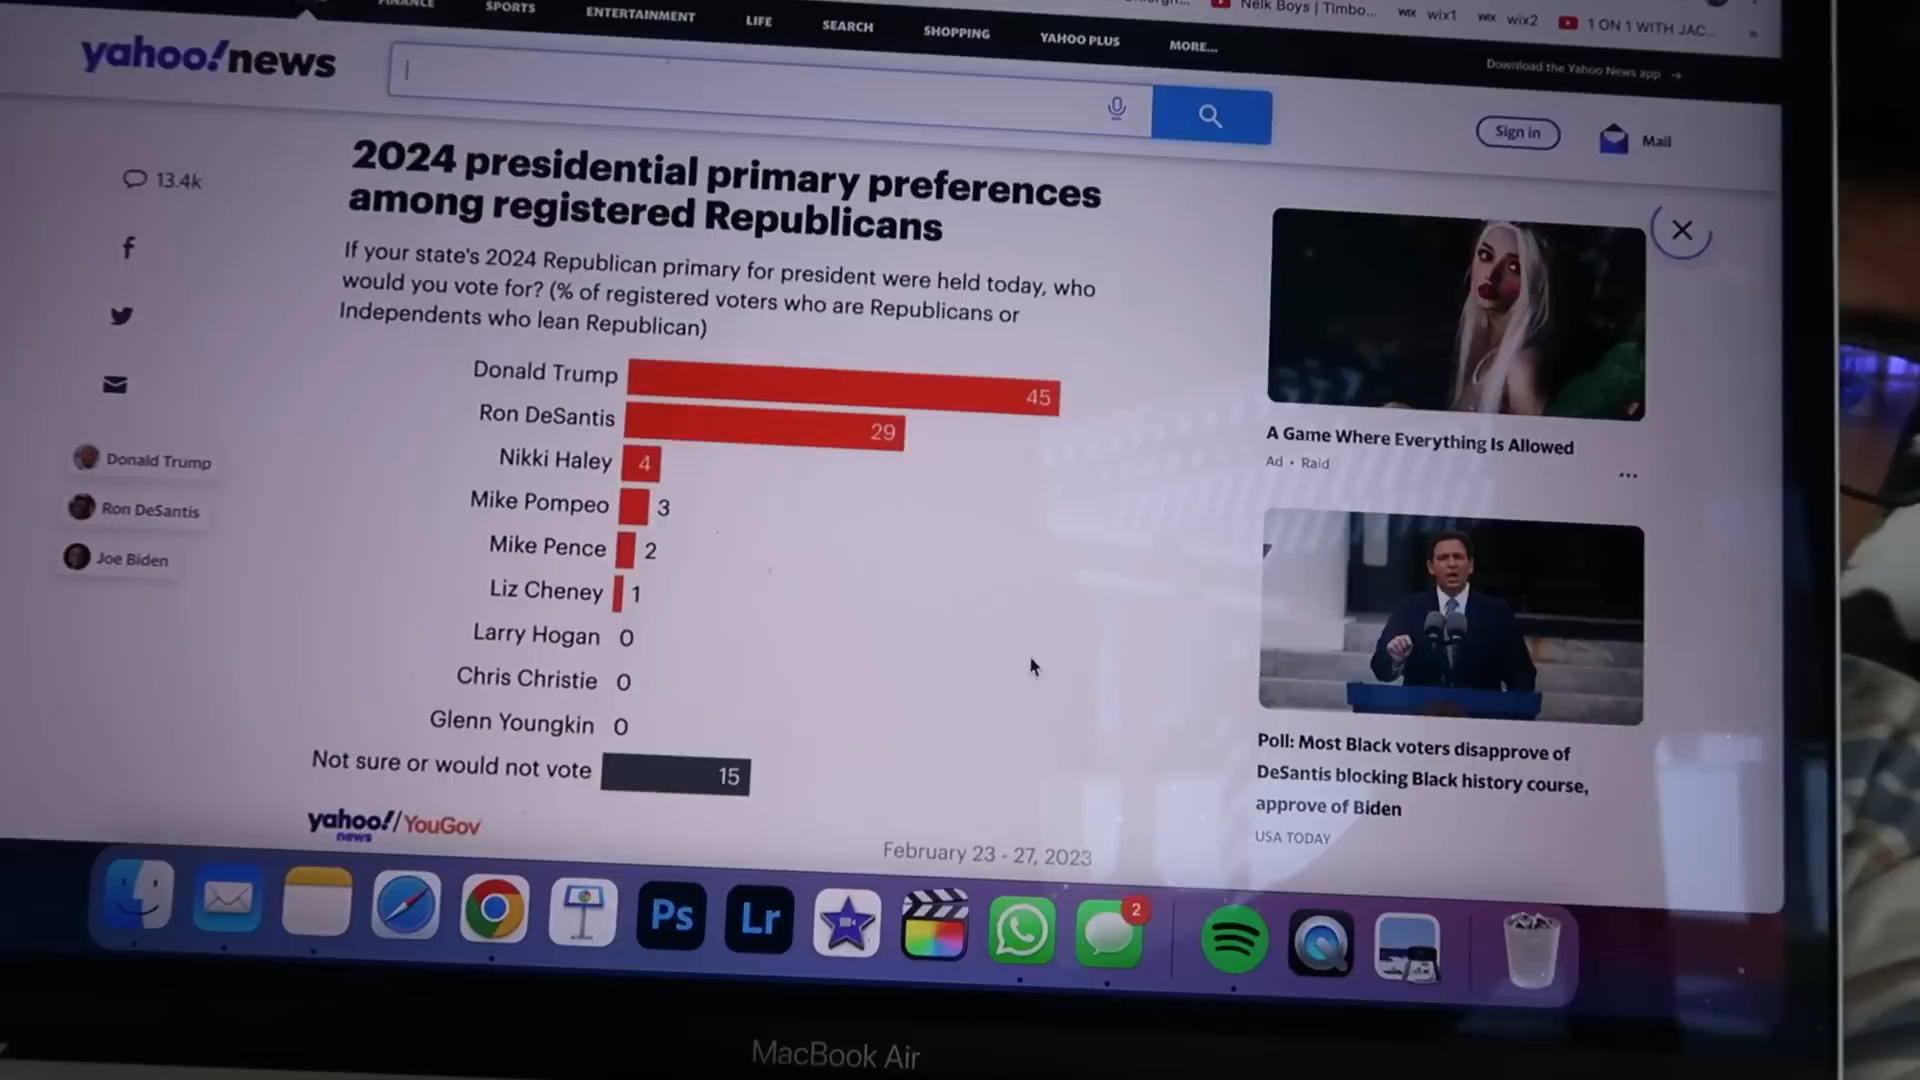 FINANCE
SPORTS
ENTERTAINMENT
LIFE
SEARCH
SHOPPING
YAHOO PLUS
MORE...
Nelk Boys | Timbo...
WiX wix1
WiX wix2
1 ON 1 WITH JAC...
»
Download the Yahoo News app →
yahoo!news
Sign in
Mail
13.4k
2024 presidential primary preferences
among registered Republicans
If your state's 2024 Republican primary for president were held today, who
would you vote for? (% of registered voters who are Republicans or
Independents who lean Republican)
Donald Trump 45
Ron DeSantis 29
Nikki Haley 4
Mike Pompeo 3
Mike Pence 2
Liz Cheney 1
Larry Hogan 0
Chris Christie 0
Glenn Youngkin 0
Not sure or would not vote 15
yahoo!/YouGov
news
February 23 - 27, 2023
Donald Trump
Ron DeSantis
Joe Biden
A Game Where Everything Is Allowed
Ad • Raid
...
Poll: Most Black voters disapprove of
DeSantis blocking Black history course,
approve of Biden
USA TODAY
Ps
Lr
2
MacBook Air